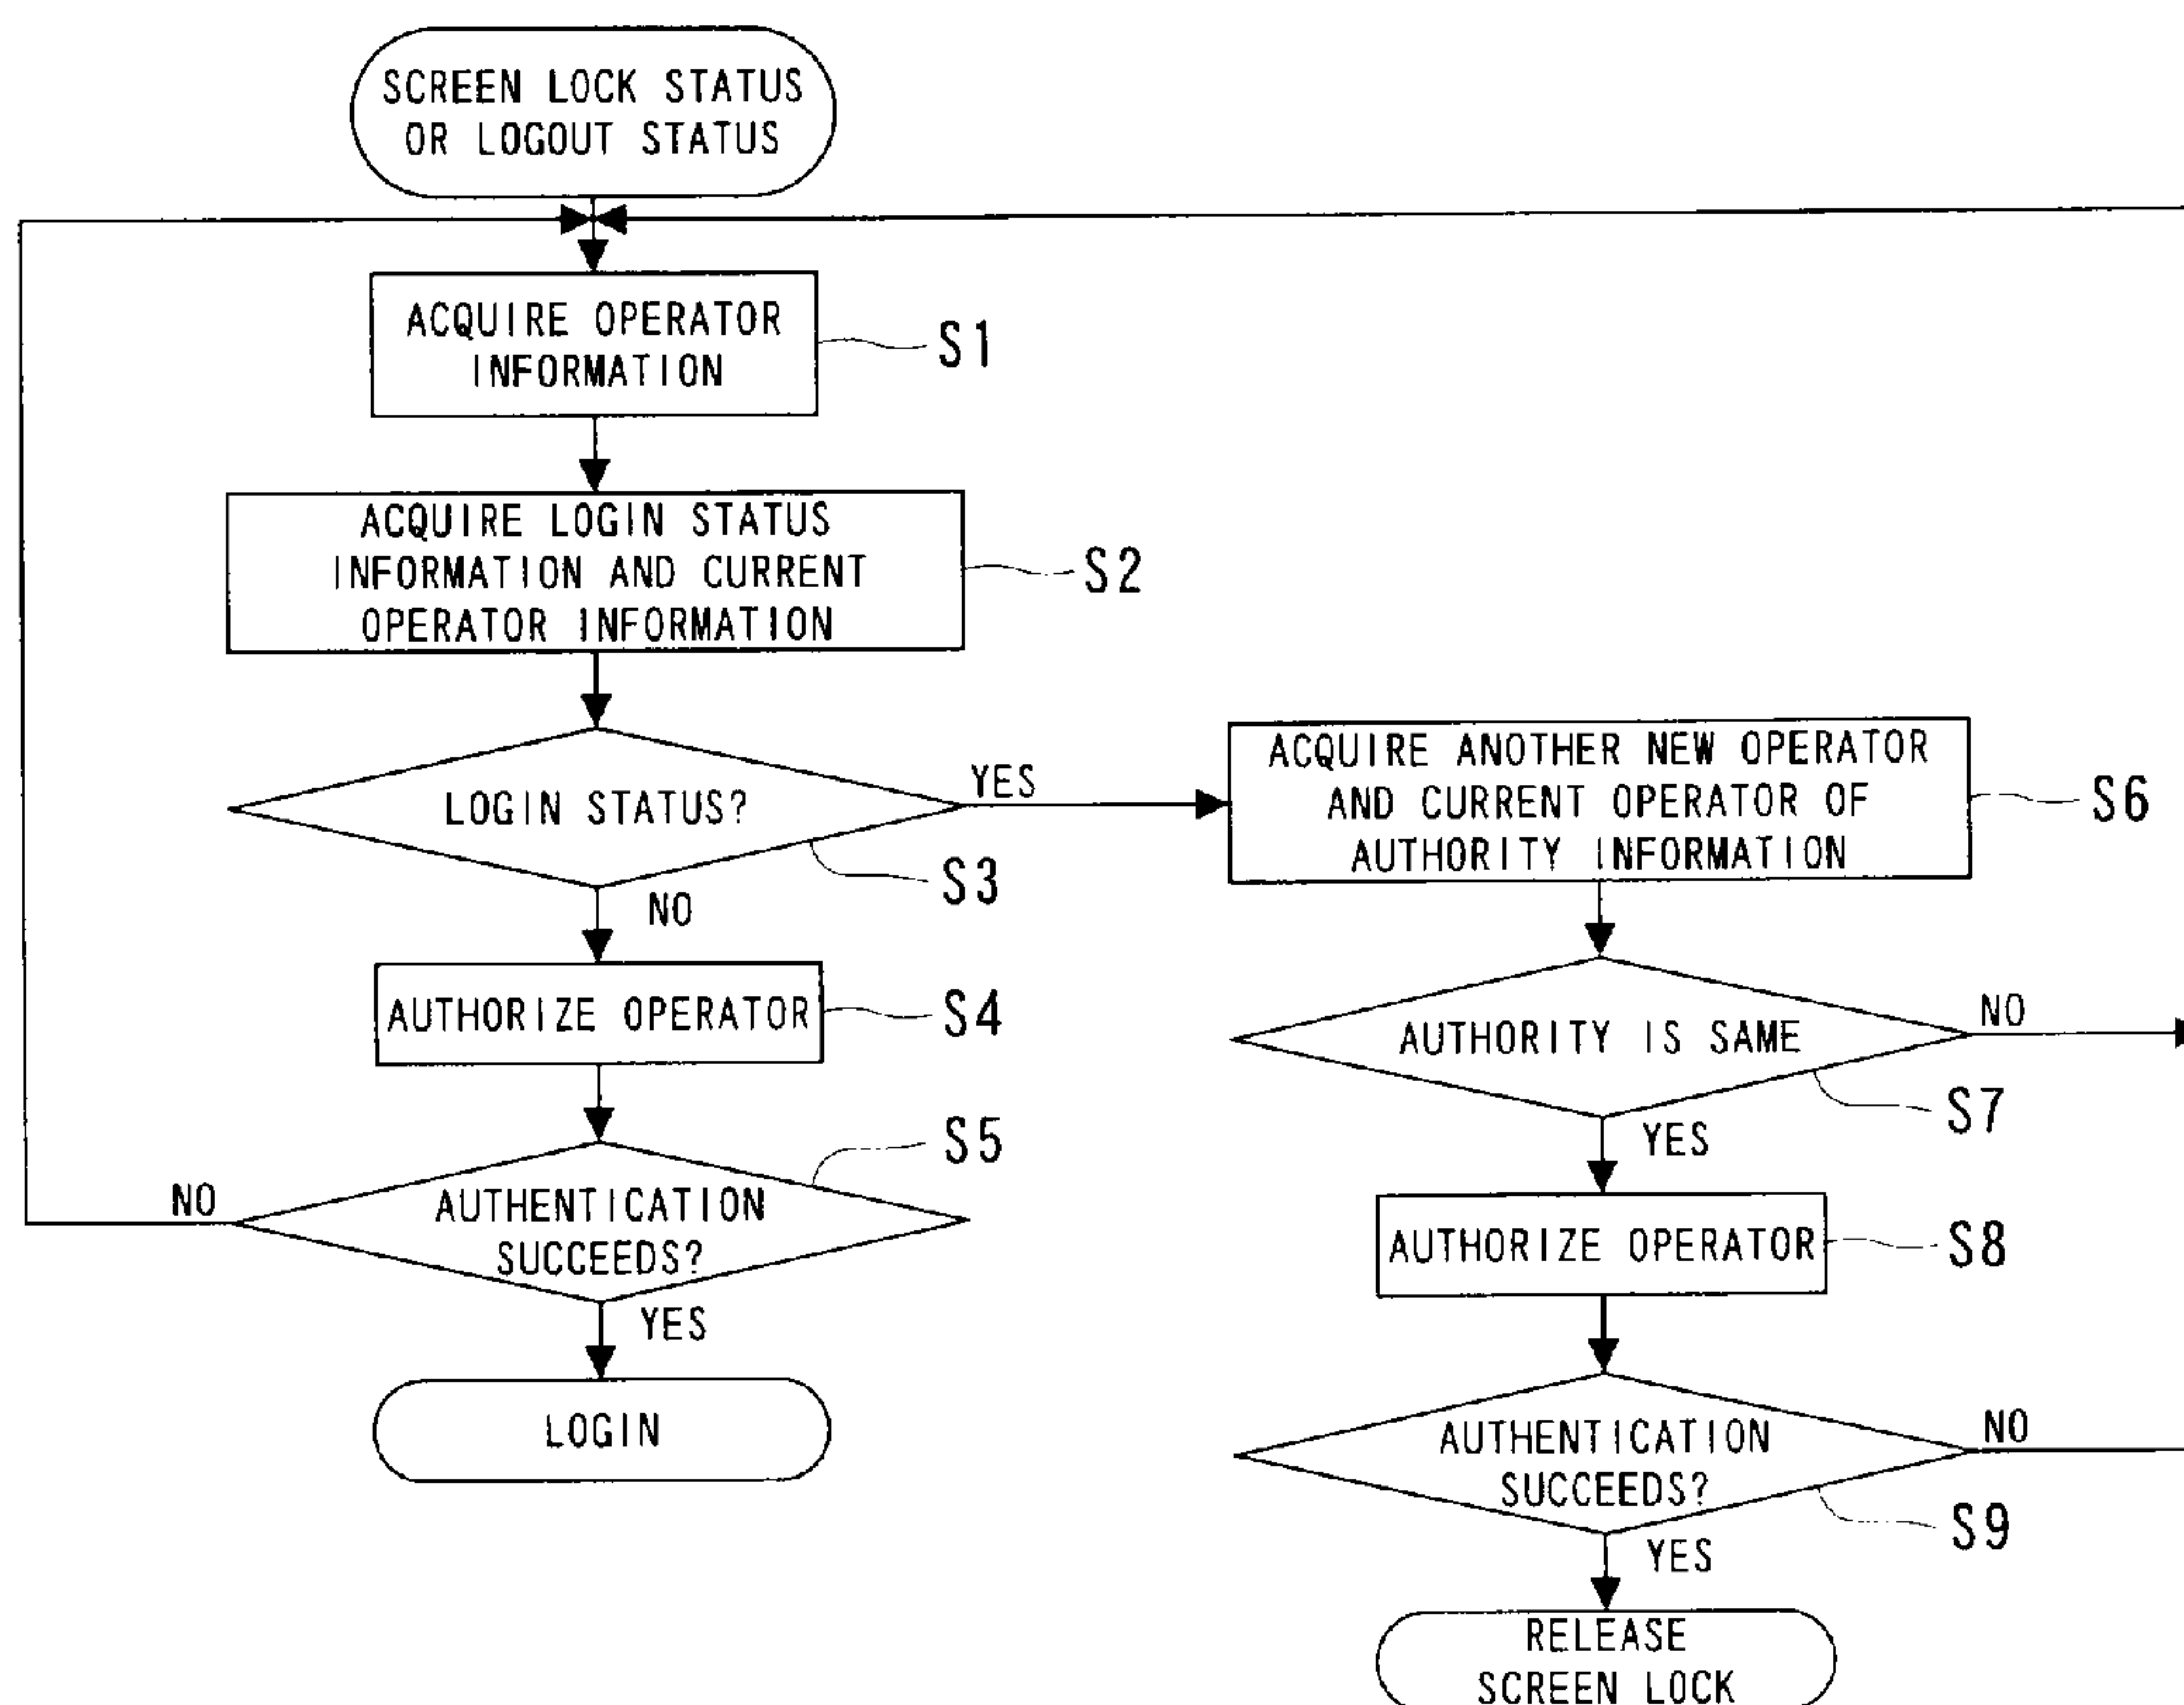 SCREEN LOCK STATUS
OR LOGOUT STATUS
ACQUIRE OPERATOR
INFORMATION
S1
ACQUIRE LOGIN STATUS
INFORMATION AND CURRENT
OPERATOR INFORMATION
S2
LOGIN STATUS?
YES
S3
NO
AUTHORIZE OPERATOR
S4
S5
AUTHENTICATION
SUCCEEDS?
NO
YES
LOGIN
ACQUIRE ANOTHER NEW OPERATOR
AND CURRENT OPERATOR OF
AUTHORITY INFORMATION
S6
AUTHORITY IS SAME
NO
S7
YES
AUTHORIZE OPERATOR
S8
AUTHENTICATION
SUCCEEDS?
NO
S9
YES
RELEASE
SCREEN LOCK